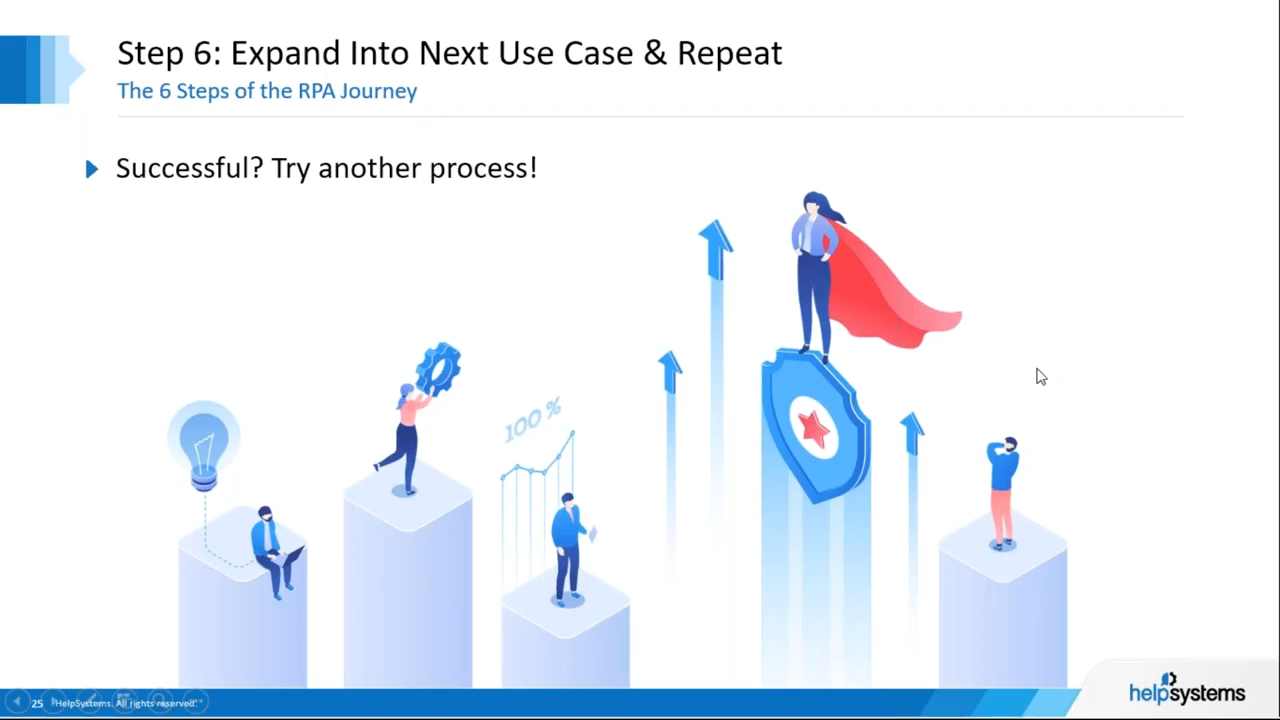 Step 6: Expand Into Next Use Case & Repeat
The 6 Steps of the RPA Journey
Successful? Try another process!
100 %
25
HelpSystems. All rights reserved.
helpsystems